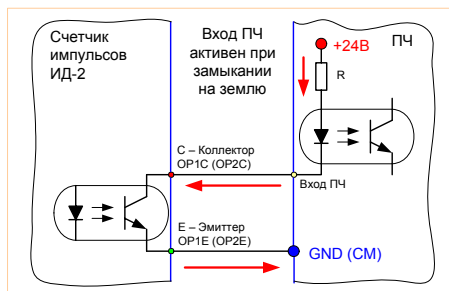 Счетчик
импульсов
ИД-2
Вход ПЧ
активен при
замыкании
на землю
ПЧ
+24В
R
С – Коллектор
OP1C (OP2C)
Вход ПЧ
E – Эмиттер
OP1E (OP2E)
GND (CM)